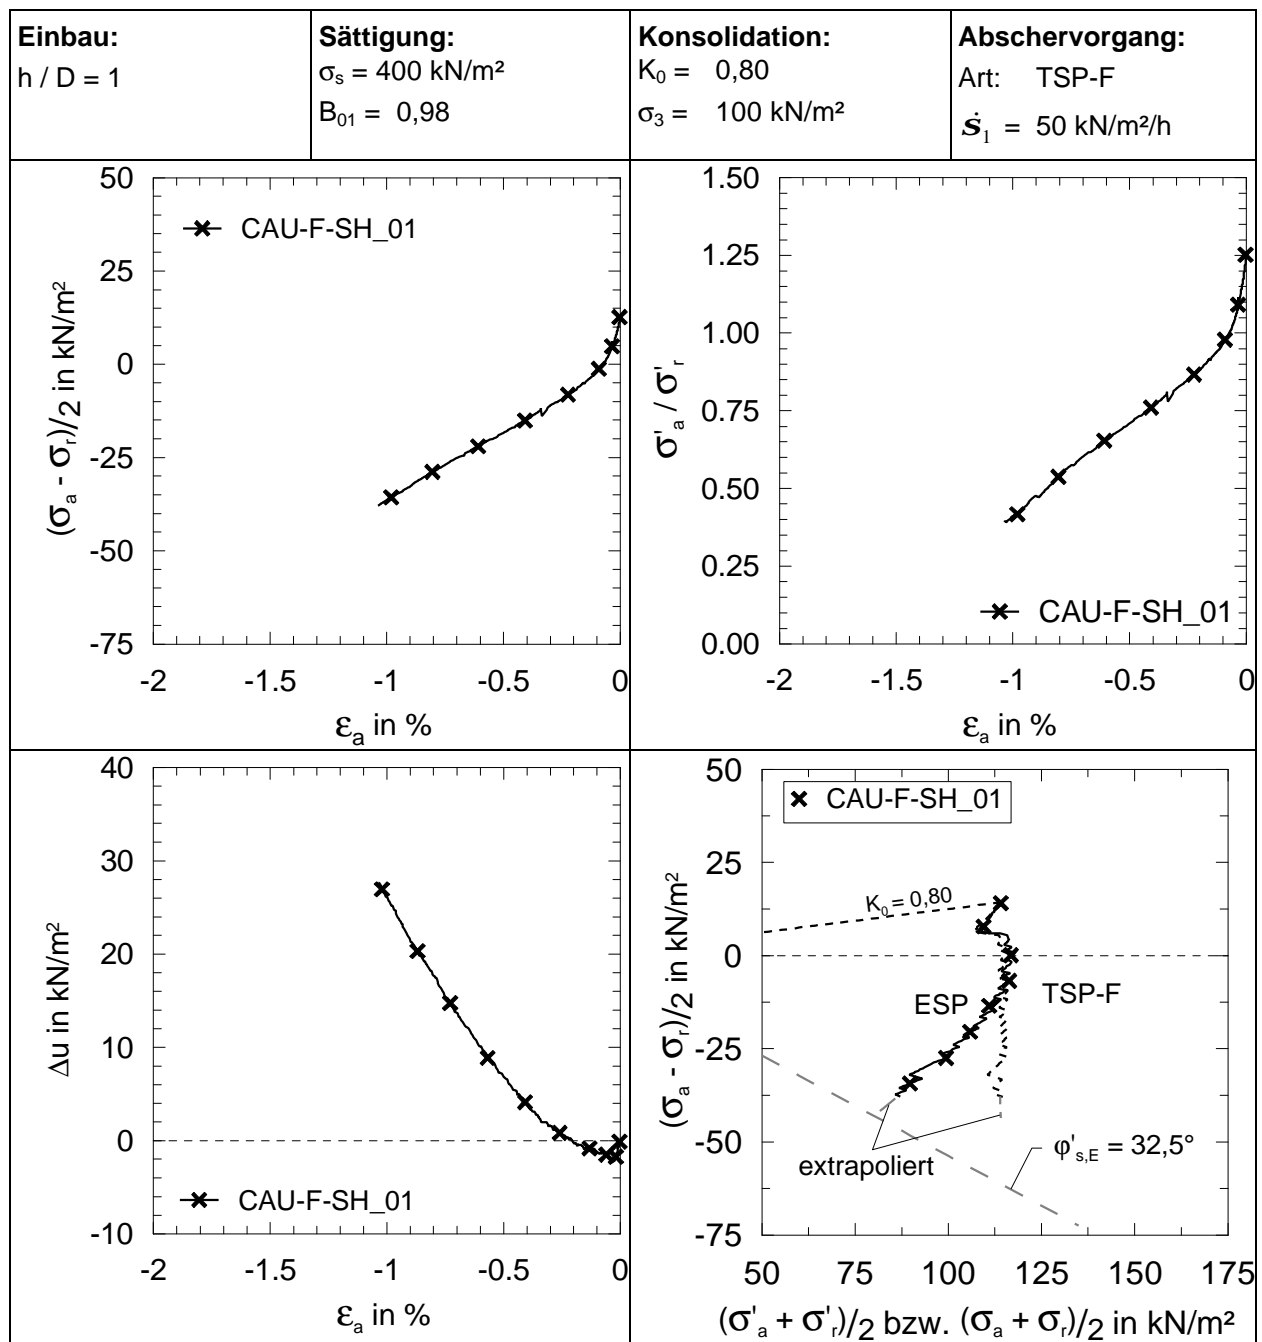 Einbau:
h / D = 1
Sättigung:
σs = 400 kN/m²
B01 = 0,98
Konsolidation:
K0 = 0,80
σ3 = 100 kN/m²
Abschervorgang:
Art: TSP-F
ṡ1 = 50 kN/m²/h
50
25
0
-25
-50
-75
(σa - σr)/2 in kN/m²
CAU-F-SH_01
-2
-1.5
-1
-0.5
0
εa in %
1.50
1.25
1.00
0.75
0.50
0.25
0.00
σ'a / σ'r
CAU-F-SH_01
-2
-1.5
-1
-0.5
0
εa in %
40
30
20
10
0
-10
Δu in kN/m²
CAU-F-SH_01
-2
-1.5
-1
-0.5
0
εa in %
50
25
0
-25
-50
-75
(σa - σr)/2 in kN/m²
CAU-F-SH_01
K0 = 0,80
ESP
TSP-F
extrapoliert
φ's,E = 32,5°
50
75
100
125
150
175
(σ'a + σ'r)/2 bzw. (σa + σr)/2 in kN/m²